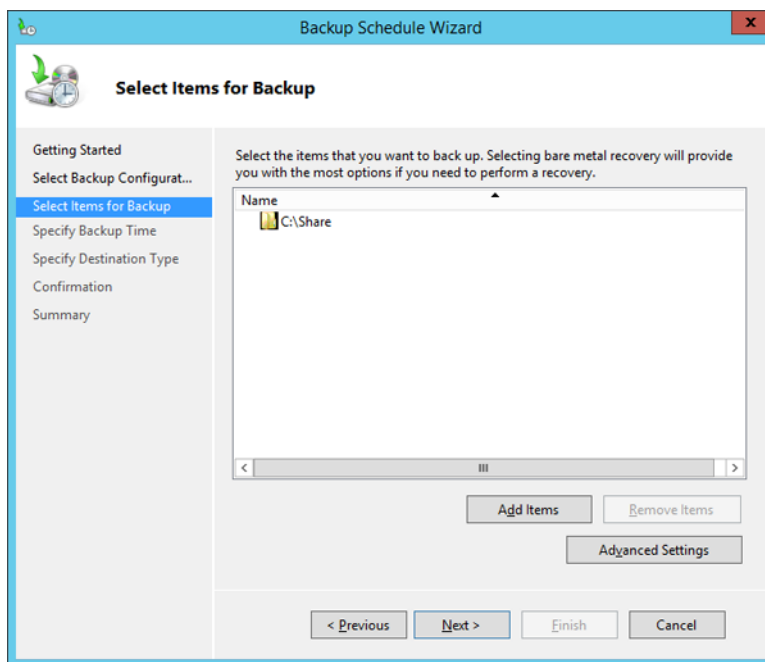 Backup Schedule Wizard
x
Select Items for Backup
Getting Started
Select Backup Configurat...
Select Items for Backup
Specify Backup Time
Specify Destination Type
Confirmation
Summary
Select the items that you want to back up. Selecting bare metal recovery will provide
you with the most options if you need to perform a recovery.
Name
C:\Share
Add Items
Remove Items
Advanced Settings
< Previous
Next >
Finish
Cancel